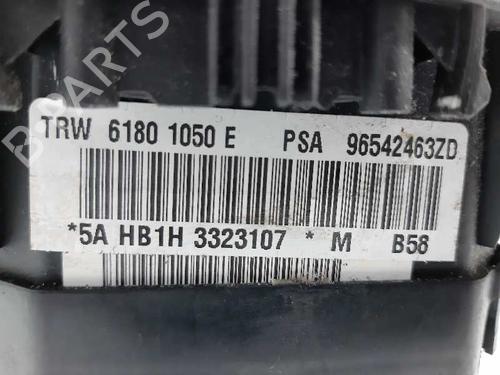 BPARTS
TRW 6180 1050 E PSA 96542463ZD
*5A HB1H 3323107 * M B58